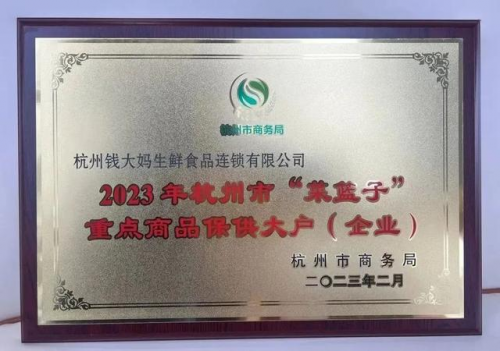 杭州市商务局
杭州钱大妈生鲜食品连锁有限公司
2023年杭州市“菜篮子”
重点商品保供大户（企业）
杭州市商务局
二〇二三年二月